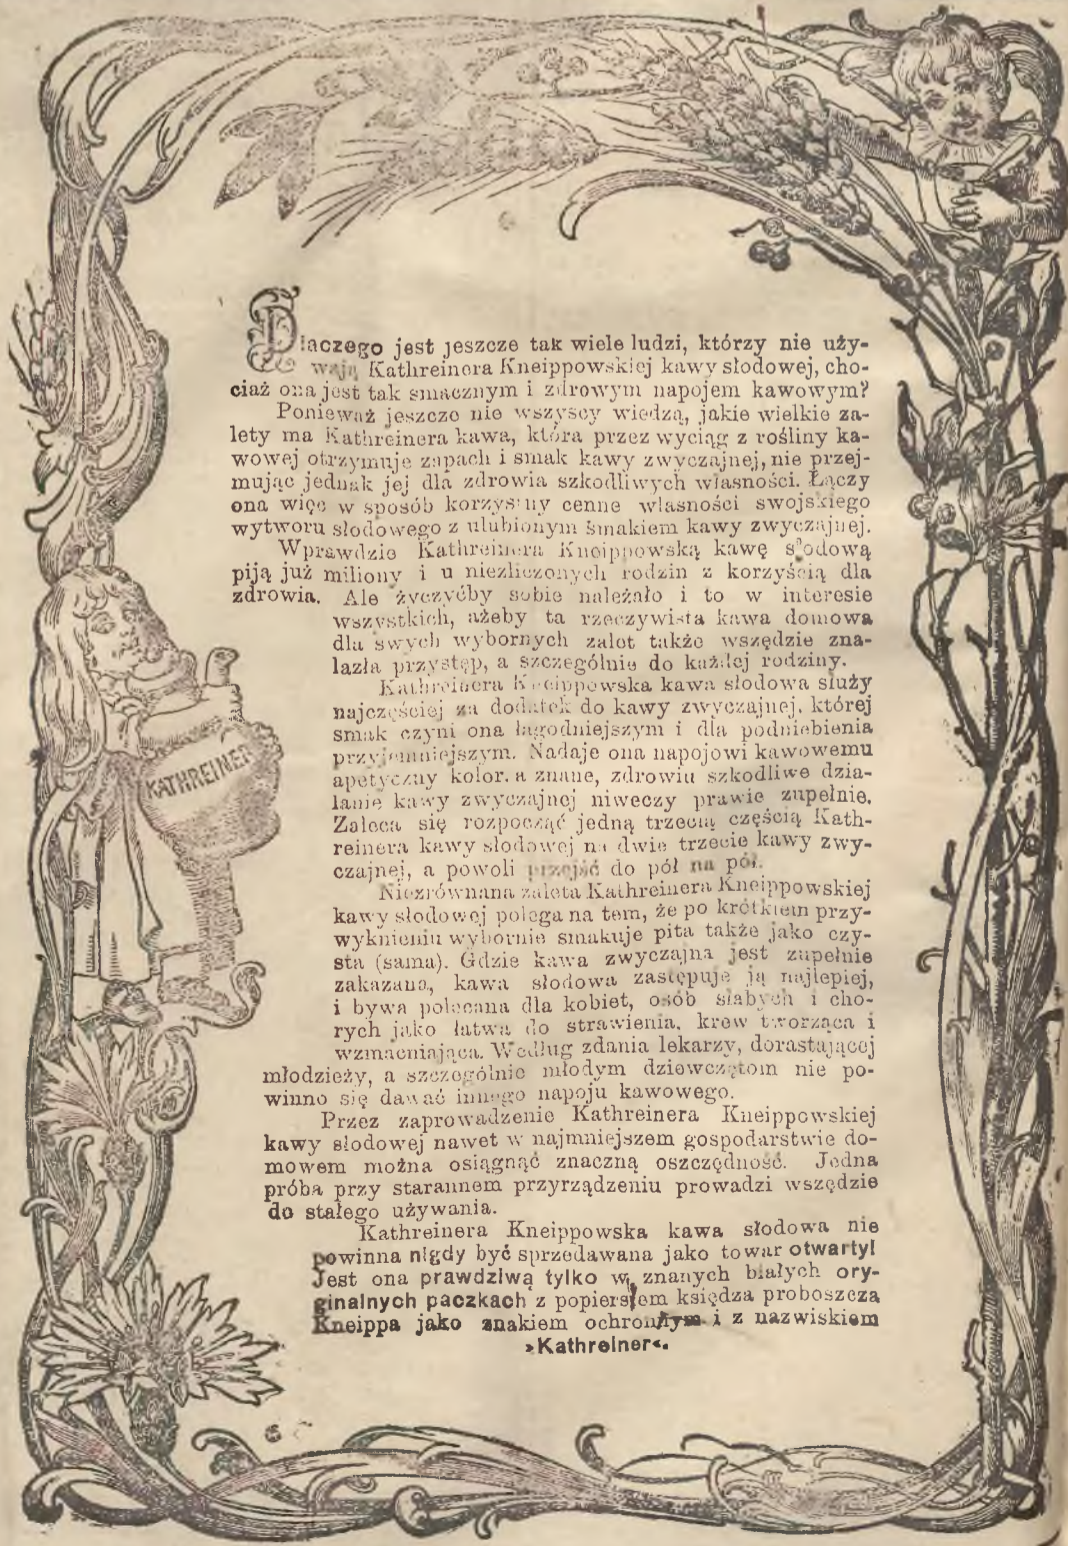 Dlaczego jest jeszcze tak wiele ludzi, którzy nie uży-
wają Kathreinera Kneippowskiej kawy słodowej, cho-
ciaż ona jest tak smacznym i zdrowym napojem kawowym?
Ponieważ jeszcze nie wszyscy wiedzą, jakie wielkie za-
lety ma Kathreinera kawa, która przez wyciąg z rośliny ka-
wowej otrzymuje zapach i smak kawy zwyczajnej, nie przej-
mując jednak jej dla zdrowia szkodliwych własności. Łączy
ona więc w sposób korzystny cenne własności swojskiego
wytworu słodowego z ulubionym smakiem kawy zwyczajnej.
Wprawdzie Kathreinera Kneippowską kawę słodową
piją już miliony i u niezliczonych rodzin z korzyścią dla
zdrowia. Ale życzyćby sobie należało i to w interesie
wszystkich, ażeby ta rzeczywista kawa domowa
dla swych wybornych zalet także wszędzie zna-
lazła przystęp, a szczególnie do każdej rodziny.
Kathreinera Kneippowska kawa słodowa służy
najczęściej za dodatek do kawy zwyczajnej, której
smak czyni ona łagodniejszym i dla podniebienia
przyjemniejszym. Nadaje ona napojowi kawowemu
apetyczny kolor, a znane, zdrowiu szkodliwe dzia-
łanie kawy zwyczajnej niweczy prawie zupełnie.
Zaleca się rozpocząć jedną trzecią częścią Kath-
reinera kawy słodowej na dwie trzecie kawy zwy-
czajnej, a powoli przejść do pół na pół.
Niezrównana zaleta Kathreinera Kneippowskiej
kawy słodowej polega na tem, że po krótkiem przy-
wyknieniu wybornie smakuje pita także jako czy-
sta (sama). Gdzie kawa zwyczajna jest zupełnie
zakazana, kawa słodowa zastępuje ją najlepiej,
i bywa polecana dla kobiet, osób słabych i cho-
rych jako łatwa do strawienia, krew tworząca i
wzmacniająca. Według zdania lekarzy, dorastającej
młodzieży, a szczególnie młodym dziewczętom nie po-
winno się dawać innego napoju kawowego.
Przez zaprowadzenie Kathreinera Kneippowskiej
kawy słodowej nawet w najmniejszem gospodarstwie do-
mowem można osiągnąć znaczną oszczędność. Jedna
próba przy starannem przyrządzeniu prowadzi wszędzie
do stałego używania.
Kathreinera Kneippowska kawa słodowa nie
powinna nigdy być sprzedawana jako towar otwarty!
Jest ona prawdziwą tylko w znanych białych ory-
ginalnych paczkach z popiersiem księdza proboszcza
Kneippa jako znakiem ochronnym i z nazwiskiem
»Kathreiner«.
KATHREINER